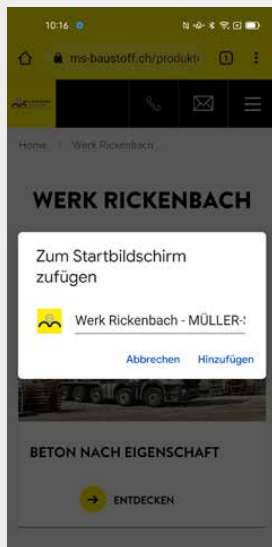 10:16
ms-baustoff.ch/produkt
1
Home > Werk Rickenbach
WERK RICKENBACH
Zum Startbildschirm
zufügen
Werk Rickenbach - MÜLLER-
Abbrechen Hinzufügen
BETON NACH EIGENSCHAFT
ENTDECKEN